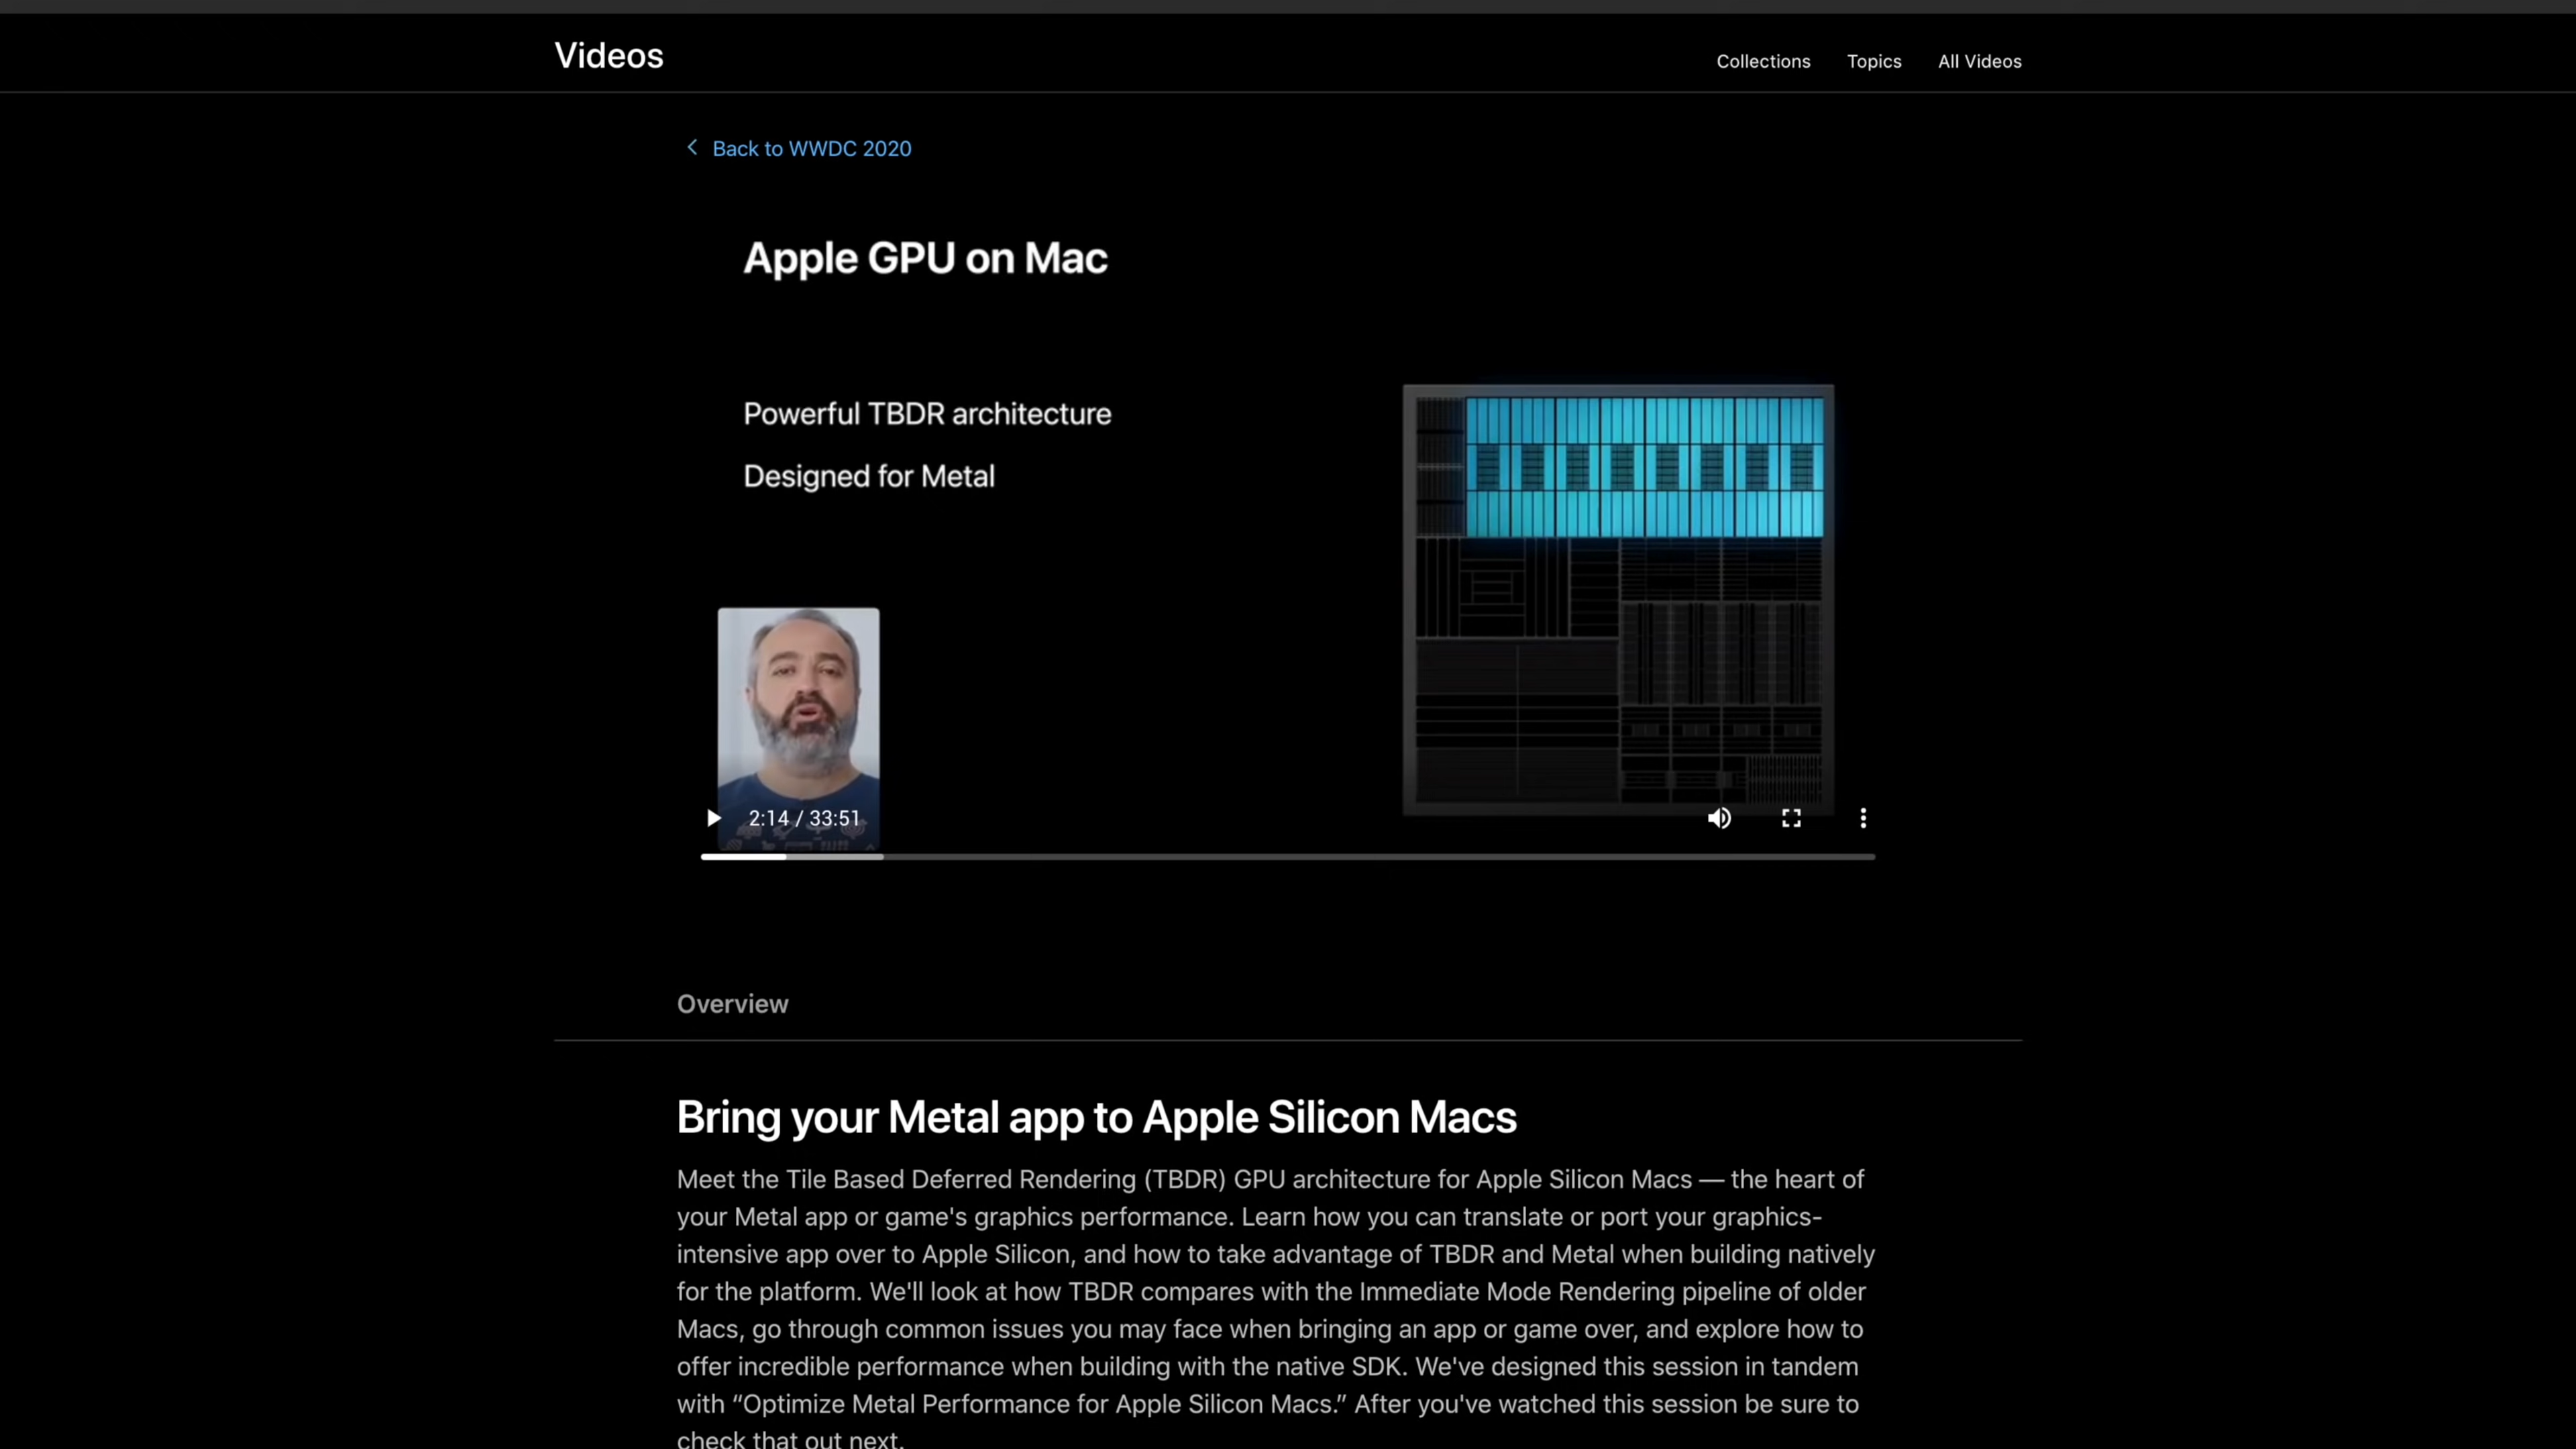 Videos
Collections
Topics
All Videos
Back to WWDC 2020
Apple GPU on Mac
Powerful TBDR architecture
Designed for Metal
2:14 / 33:51
Overview
Bring your Metal app to Apple Silicon Macs
Meet the Tile Based Deferred Rendering (TBDR) GPU architecture for Apple Silicon Macs — the heart of
your Metal app or game's graphics performance. Learn how you can translate or port your graphics-
intensive app over to Apple Silicon, and how to take advantage of TBDR and Metal when building natively
for the platform. We'll look at how TBDR compares with the Immediate Mode Rendering pipeline of older
Macs, go through common issues you may face when bringing an app or game over, and explore how to
offer incredible performance when building with the native SDK. We've designed this session in tandem
with “Optimize Metal Performance for Apple Silicon Macs.” After you've watched this session be sure to
check that out next.